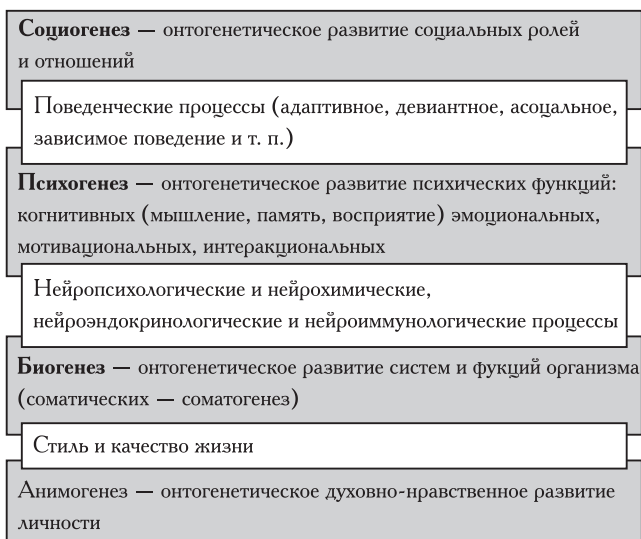 Социогенез — онтогенетическое развитие социальных ролей
и отношений
Поведенческие процессы (адаптивное, девиантное, асоцальное,
зависимое поведение и т. п.)
Психогенез — онтогенетическое развитие психических функций:
когнитивных (мышление, память, восприятие) эмоциональных,
мотивациональных, интеракциональных
Нейропсихологические и нейрохимические,
нейроэндокринологические и нейроиммунологические процессы
Биогенез — онтогенетическое развитие систем и фукций организма
(соматических — соматогенез)
Стиль и качество жизни
Анимогенез — онтогенетическое духовно-нравственное развитие
личности